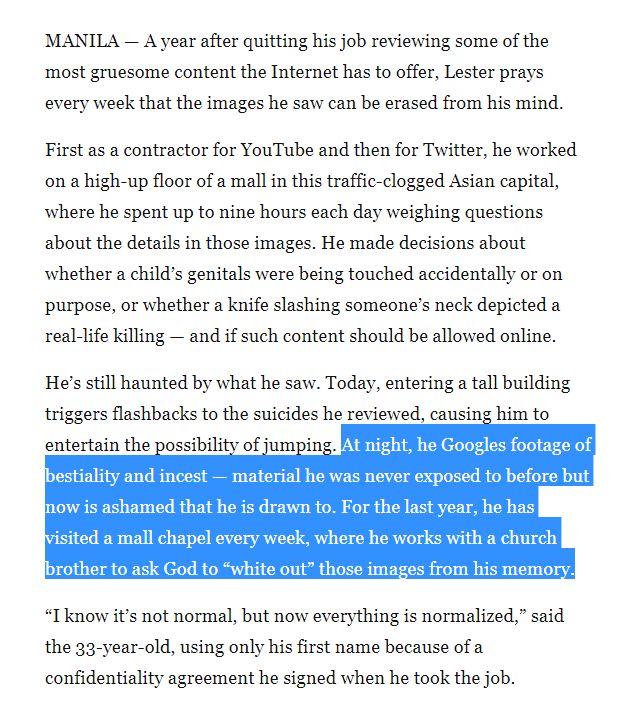 MANILA — A year after quitting his job reviewing some of the
most gruesome content the Internet has to offer, Lester prays
every week that the images he saw can be erased from his mind.
First as a contractor for YouTube and then for Twitter, he worked
on a high-up floor of a mall in this traffic-clogged Asian capital,
where he spent up to nine hours each day weighing questions
about the details in those images. He made decisions about
whether a child’s genitals were being touched accidentally or on
purpose, or whether a knife slashing someone’s neck depicted a
real-life killing — and if such content should be allowed online.
He’s still haunted by what he saw. Today, entering a tall building
triggers flashbacks to the suicides he reviewed, causing him to
entertain the possibility of jumping. At night, he Googles footage of
bestiality and incest — material he was never exposed to before but
now is ashamed that he is drawn to. For the last year, he has
visited a mall chapel every week, where he works with a church
brother to ask God to “white out” those images from his memory.
“I know it’s not normal, but now everything is normalized,” said
the 33-year-old, using only his first name because of a
confidentiality agreement he signed when he took the job.